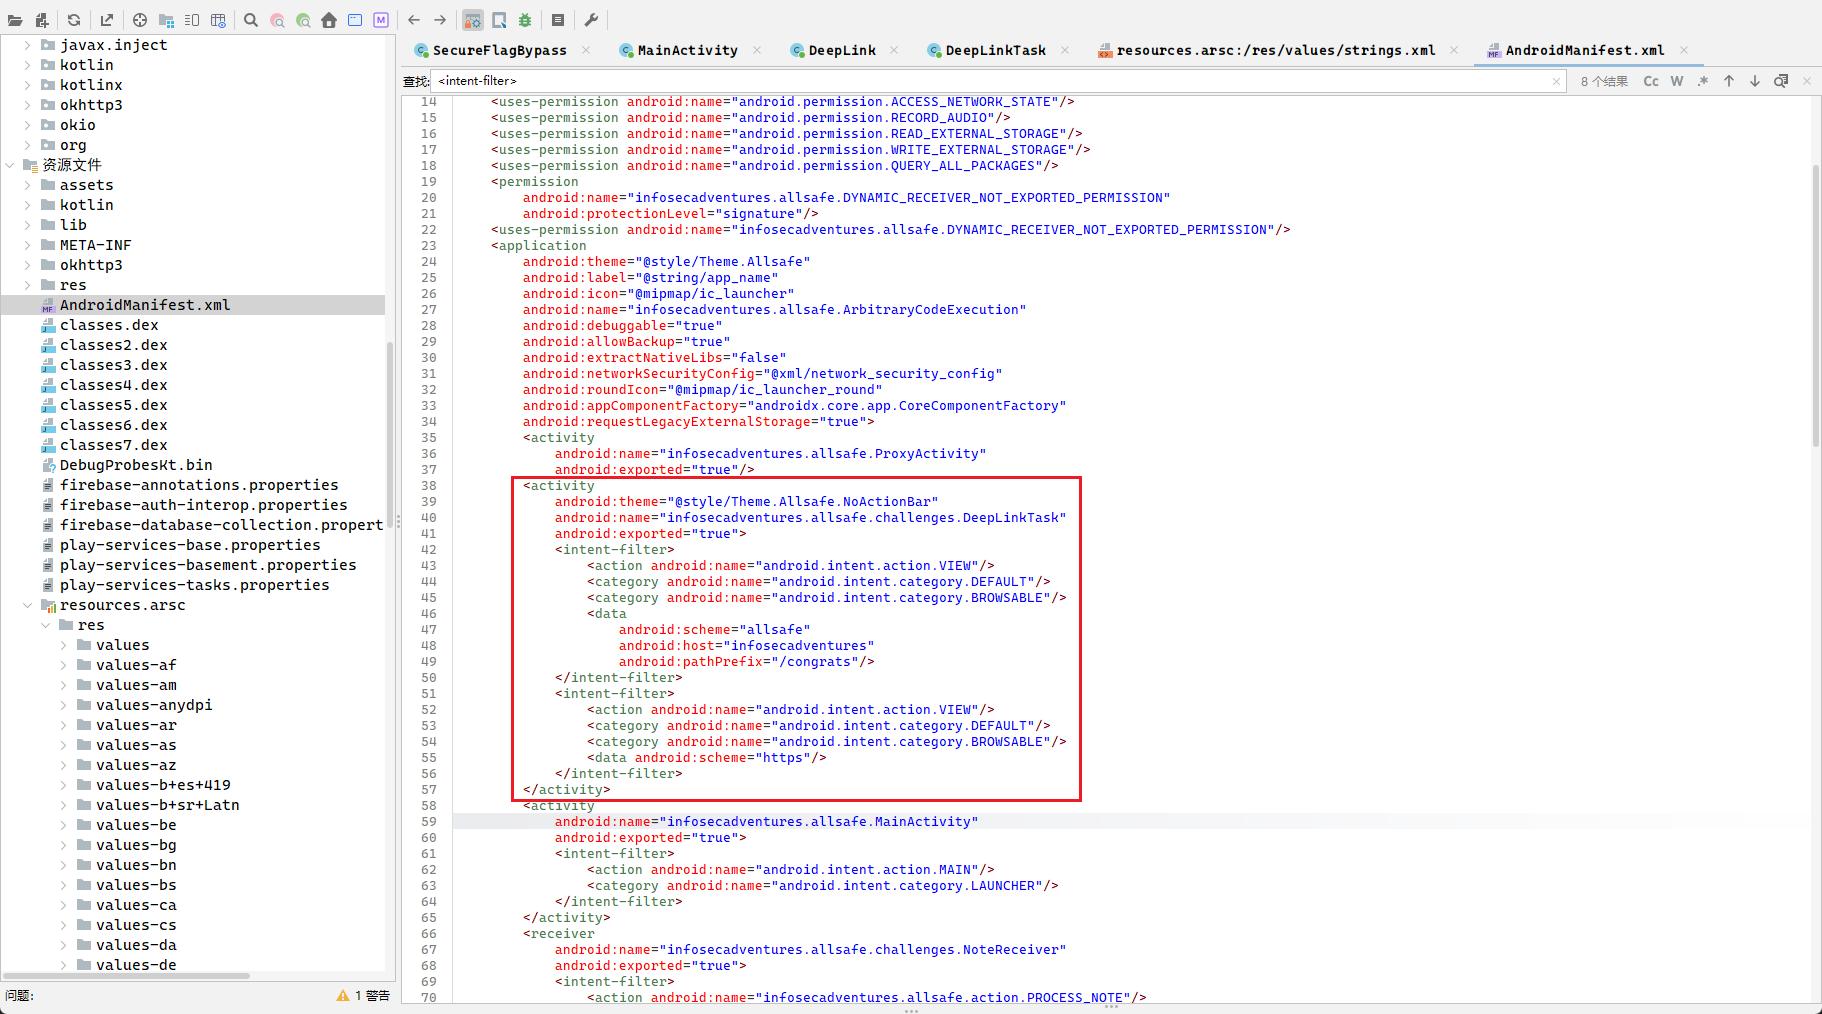 SecureFlagBypass
MainActivity
DeepLink
DeepLinkTask
resources.arsc:/res/values/strings.xml
AndroidManifest.xml
查找:
<intent-filter>
8 个结果
Cc
W
.*
javax.inject
kotlin
kotlinx
okhttp3
okio
org
资源文件
assets
kotlin
lib
META-INF
okhttp3
res
AndroidManifest.xml
classes.dex
classes2.dex
classes3.dex
classes4.dex
classes5.dex
classes6.dex
classes7.dex
DebugProbesKt.bin
firebase-annotations.properties
firebase-auth-interop.properties
firebase-database-collection.propert
play-services-base.properties
play-services-basement.properties
play-services-tasks.properties
resources.arsc
res
values
values-af
values-am
values-anydpi
values-ar
values-as
values-az
values-b+es+419
values-b+sr+Latn
values-be
values-bg
values-bn
values-bs
values-ca
values-cs
values-da
values-de
问题:
1 警告
14 <uses-permission android:name="android.permission.ACCESS_NETWORK_STATE"/>
15 <uses-permission android:name="android.permission.RECORD_AUDIO"/>
16 <uses-permission android:name="android.permission.READ_EXTERNAL_STORAGE"/>
17 <uses-permission android:name="android.permission.WRITE_EXTERNAL_STORAGE"/>
18 <uses-permission android:name="android.permission.QUERY_ALL_PACKAGES"/>
19 <permission
20 android:name="infosecadventures.allsafe.DYNAMIC_RECEIVER_NOT_EXPORTED_PERMISSION"
21 android:protectionLevel="signature"/>
22 <uses-permission android:name="infosecadventures.allsafe.DYNAMIC_RECEIVER_NOT_EXPORTED_PERMISSION"/>
23 <application
24 android:theme="@style/Theme.Allsafe"
25 android:label="@string/app_name"
26 android:icon="@mipmap/ic_launcher"
27 android:name="infosecadventures.allsafe.ArbitraryCodeExecution"
28 android:debuggable="true"
29 android:allowBackup="true"
30 android:extractNativeLibs="false"
31 android:networkSecurityConfig="@xml/network_security_config"
32 android:roundIcon="@mipmap/ic_launcher_round"
33 android:appComponentFactory="androidx.core.app.CoreComponentFactory"
34 android:requestLegacyExternalStorage="true">
35 <activity
36 android:name="infosecadventures.allsafe.ProxyActivity"
37 android:exported="true"/>
38 <activity
39 android:theme="@style/Theme.Allsafe.NoActionBar"
40 android:name="infosecadventures.allsafe.challenges.DeepLinkTask"
41 android:exported="true">
42 <intent-filter>
43 <action android:name="android.intent.action.VIEW"/>
44 <category android:name="android.intent.category.DEFAULT"/>
45 <category android:name="android.intent.category.BROWSABLE"/>
46 <data
47 android:scheme="allsafe"
48 android:host="infosecadventures"
49 android:pathPrefix="/congrats"/>
50 </intent-filter>
51 <intent-filter>
52 <action android:name="android.intent.action.VIEW"/>
53 <category android:name="android.intent.category.DEFAULT"/>
54 <category android:name="android.intent.category.BROWSABLE"/>
55 <data android:scheme="https"/>
56 </intent-filter>
57 </activity>
58 <activity
59 android:name="infosecadventures.allsafe.MainActivity"
60 android:exported="true">
61 <intent-filter>
62 <action android:name="android.intent.action.MAIN"/>
63 <category android:name="android.intent.category.LAUNCHER"/>
64 </intent-filter>
65 </activity>
66 <receiver
67 android:name="infosecadventures.allsafe.challenges.NoteReceiver"
68 android:exported="true">
69 <intent-filter>
70 <action android:name="infosecadventures.allsafe.action.PROCESS_NOTE"/>